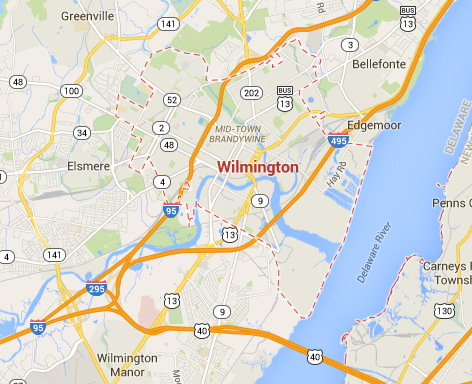 Greenville
141
BUS
13
Rd
3
Bellefonte
48
100
52
202
BUS
13
2
MID-TOWN
BRANDYWINE
Edgemoor
34
48
495
DELAWARE
Elsmere
Wilmington
4
Hay Rd
9
95
Penns
13
Delaware River
4
141
Carneys
Township
295
13
9
130
95
40
40
Wilmington
Manor